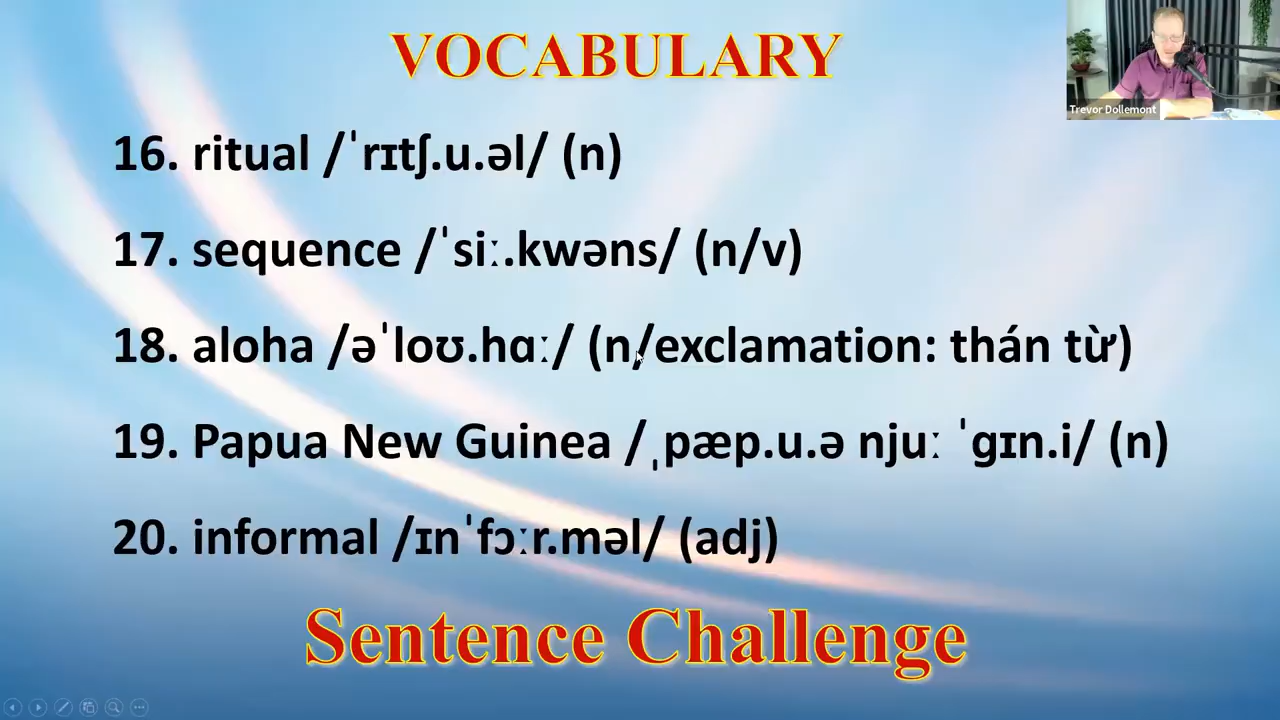 VOCABULARY
Trevor Dollemont
16. ritual /ˈrɪtʃ.u.əl/ (n)
17. sequence /ˈsiː.kwəns/ (n/v)
18. aloha /əˈloʊ.hɑː/ (n/exclamation: thán từ)
19. Papua New Guinea /ˌpæp.u.ə njuː ˈɡɪn.i/ (n)
20. informal /ɪnˈfɔːr.məl/ (adj)
Sentence Challenge